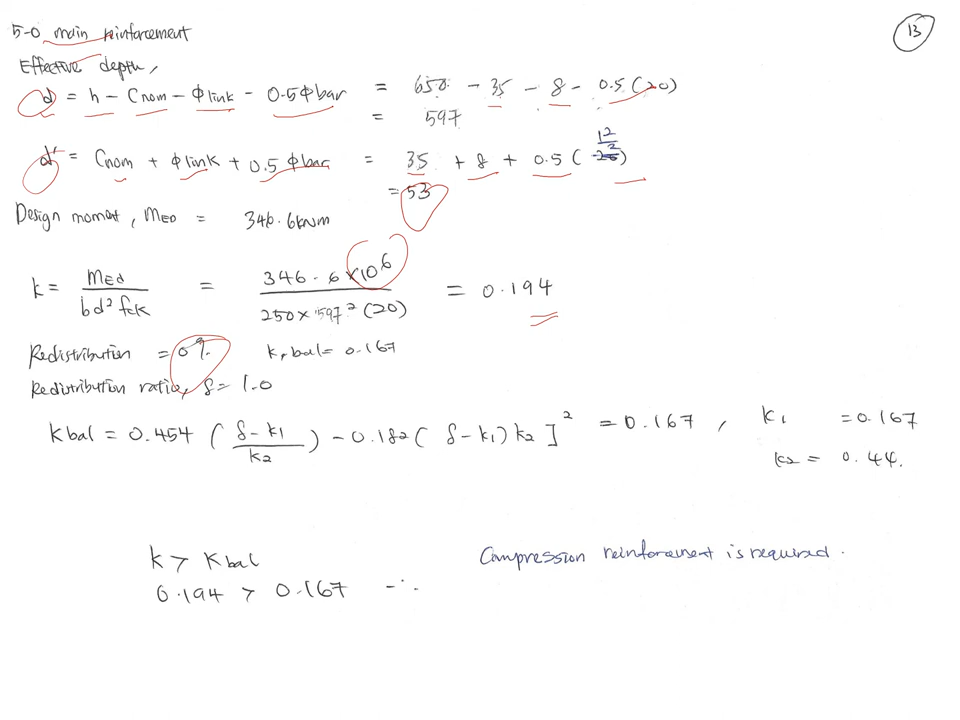 13
5-0 main reinforcement
Effective depth,
d = h - Cnom - ϕlink - 0.5ϕbar = 650 - 35 - 8 - 0.5(20)
= 597
d' = Cnom + ϕlink + 0.5 ϕbar = 35 + 8 + 0.5 (12)
= 53
Design moment, MED = 346.6kNm
k = MEd / bd² fck = 346.6 × 10⁶ / 250 × 597² (20) = 0.194
Redistribution = 0%. K,bal = 0.167
Redistribution ratio, δ = 1.0
Kbal = 0.454 (δ - k1 / k2) - 0.182 ( δ - k1) k2 ]² = 0.167 , K1 = 0.167
k2 = 0.44.
k > Kbal Compression reinforcement is required.
0.194 > 0.167 ∴